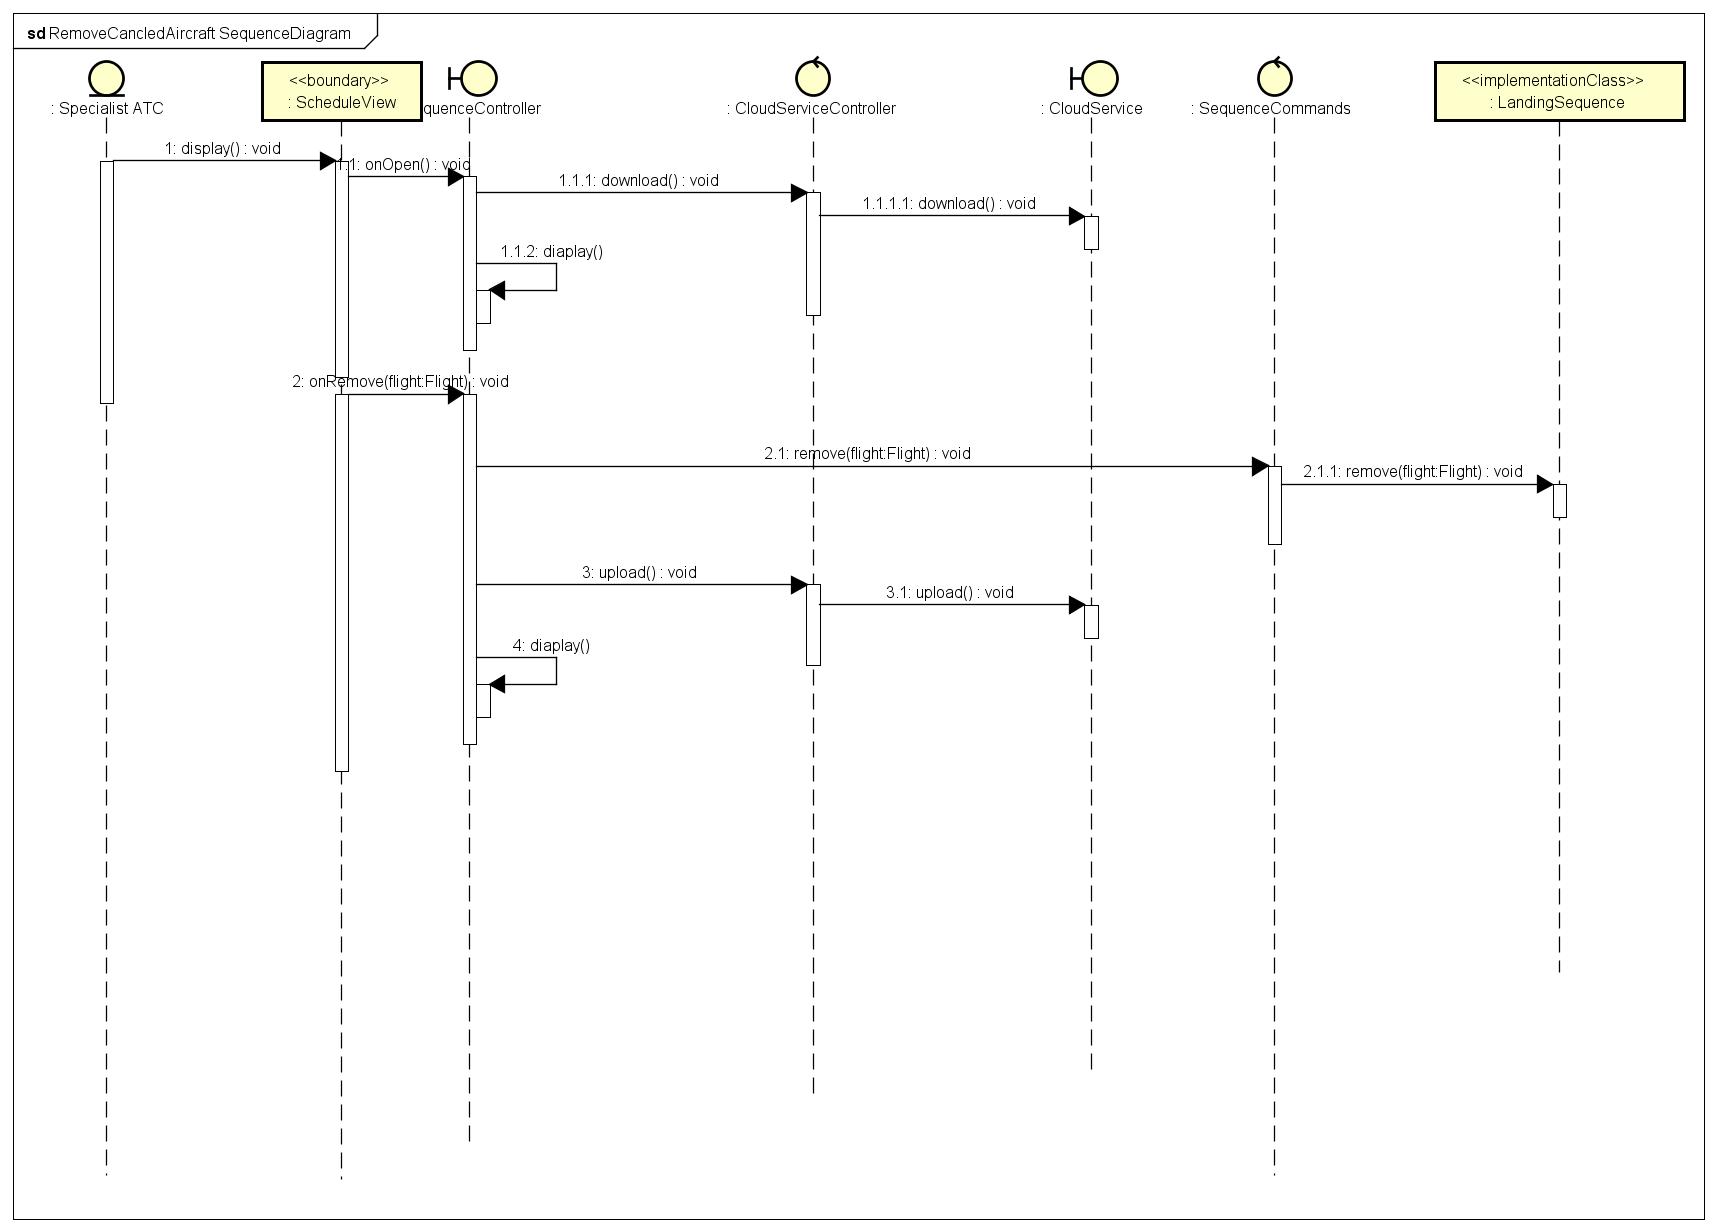 sd RemoveCancledAircraft SequenceDiagram
: Specialist ATC
<<boundary>>
: ScheduleView
quenceController
: CloudServiceController
: CloudService
: SequenceCommands
<<implementationClass>>
: LandingSequence
1: display() : void
1.1: onOpen() : void
1.1.1: download() : void
1.1.1.1: download() : void
1.1.2: diaplay()
2: onRemove(flight:Flight) : void
2.1: remove(flight:Flight) : void
2.1.1: remove(flight:Flight) : void
3: upload() : void
3.1: upload() : void
4: diaplay()